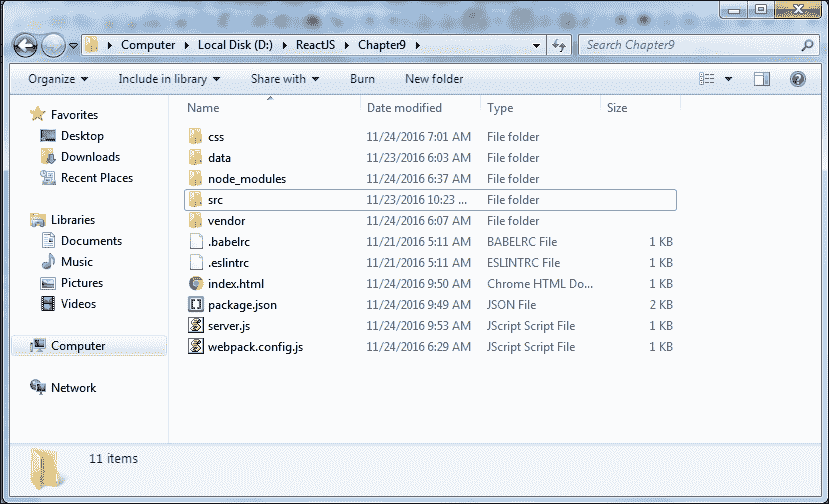 Computer Local Disk (D:) ReactJS Chapter9 Search Chapter9
Organize Include in library Share with Burn New folder
Favorites
Desktop
Downloads
Recent Places
Libraries
Documents
Music
Pictures
Videos
Computer
Network
Name Date modified Type Size
css 11/24/2016 7:01 AM File folder
data 11/23/2016 6:03 AM File folder
node_modules 11/24/2016 6:37 AM File folder
src 11/23/2016 10:23 ... File folder
vendor 11/24/2016 6:07 AM File folder
.babelrc 11/21/2016 5:11 AM BABELRC File 1 KB
.eslintrc 11/21/2016 5:11 AM ESLINTRC File 1 KB
index.html 11/24/2016 9:50 AM Chrome HTML Do... 1 KB
package.json 11/24/2016 9:49 AM JSON File 2 KB
server.js 11/24/2016 9:53 AM JScript Script File 1 KB
webpack.config.js 11/24/2016 6:29 AM JScript Script File 1 KB
11 items